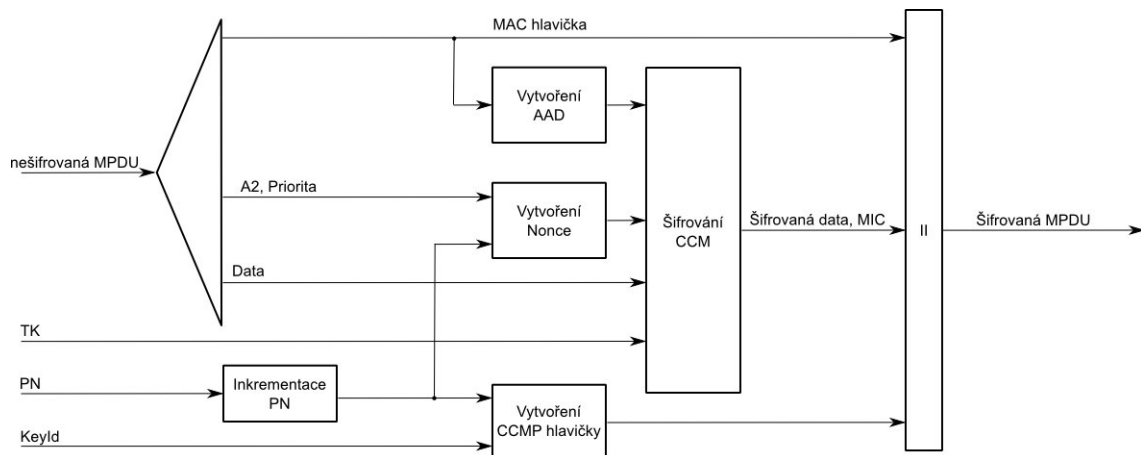 MAC hlavička
Vytvoření
AAD
nešifrovaná MPDU
A2, Priorita
Vytvoření
Nonce
Šifrování
CCM
Šifrovaná data, MIC
II
Šifrovaná MPDU
Data
TK
PN
Inkrementace
PN
Vytvoření
CCMP hlavičky
KeyId